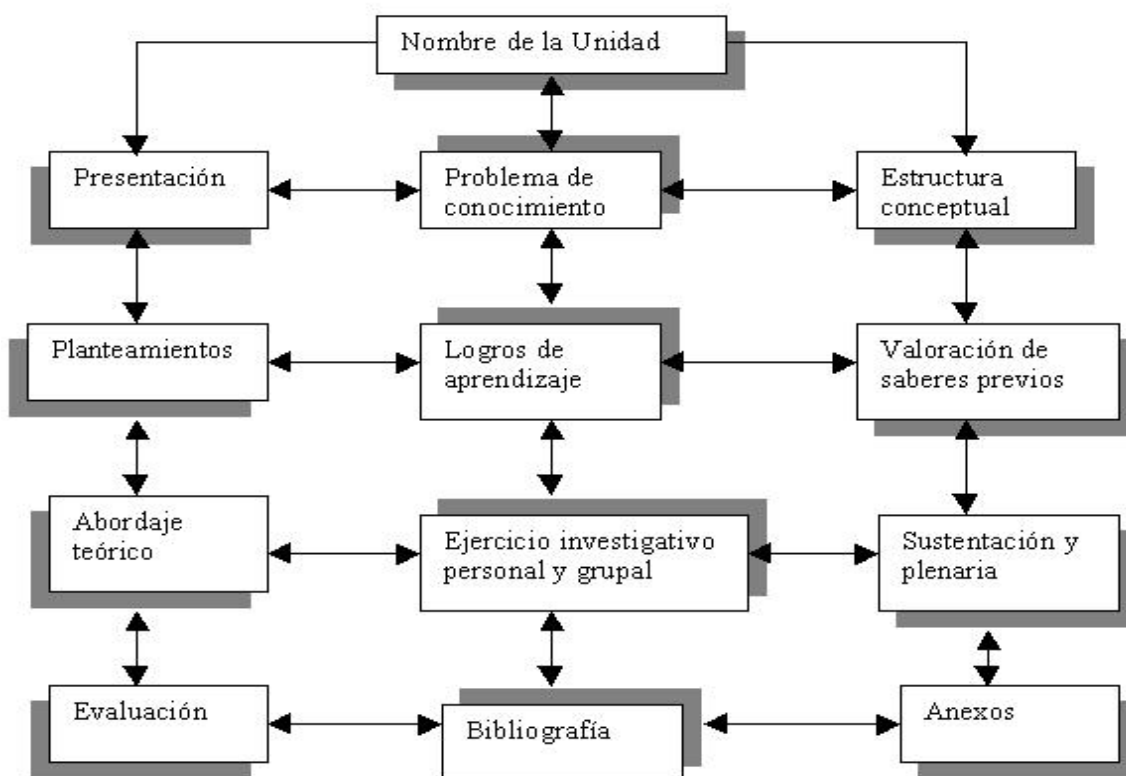 Nombre de la Unidad
Presentación
Problema de
conocimiento
Estructura
conceptual
Planteamientos
Logros de
aprendizaje
Valoración de
saberes previos
Abordaje
teórico
Ejercicio investigativo
personal y grupal
Sustentación y
plenaria
Evaluación
Bibliografía
Anexos